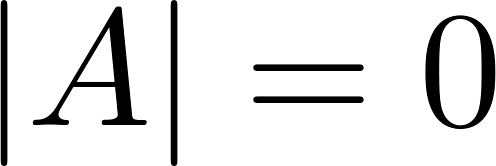 |A| = 0